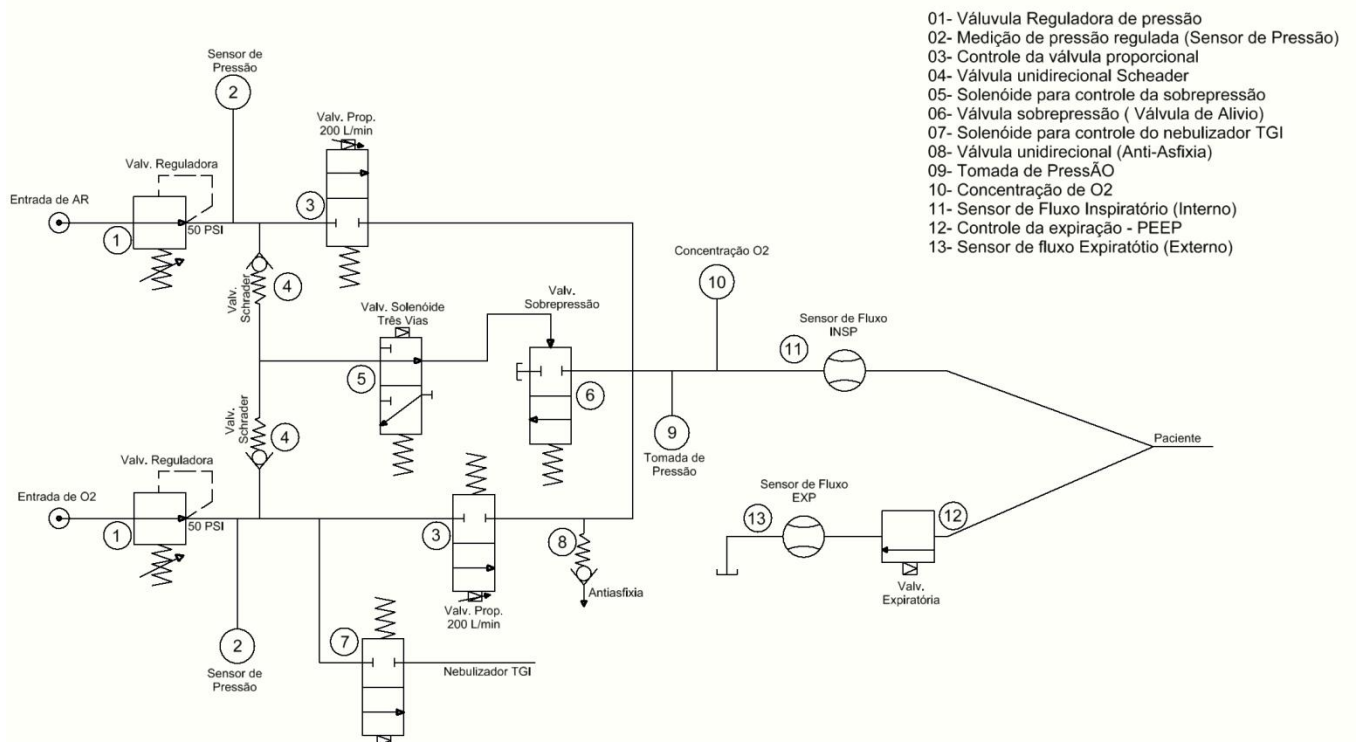 01- Váluvula Reguladora de pressão
02- Medição de pressão regulada (Sensor de Pressão)
03- Controle da válvula proporcional
04- Válvula unidirecional Scheader
05- Solenóide para controle da sobrepressão
06- Válvula sobrepressão ( Válvula de Alivio)
07- Solenóide para controle do nebulizador TGI
08- Válvula unidirecional (Anti-Asfixia)
09- Tomada de PressÃO
10- Concentração de O2
11- Sensor de Fluxo Inspiratório (Interno)
12- Controle da expiração - PEEP
13- Sensor de fluxo Expiratótio (Externo)
Sensor de
Pressão
2
Valv. Prop.
200 L/min
Valv. Reguladora
Entrada de AR
3
1
50 PSI
Valv.
Schrader
4
Concentração O2
10
Valv. Solenóide
Três Vias
5
Valv.
Sobrepressão
6
Sensor de Fluxo
INSP
11
9
Tomada de
Pressão
Valv.
Schrader
4
Paciente
Valv. Reguladora
Entrada de O2
1
50 PSI
3
8
Antiasfixia
Valv. Prop.
200 L/min
Sensor de Fluxo
EXP
13
12
Valv.
Expiratória
2
Sensor de
Pressão
7
Nebulizador TGI